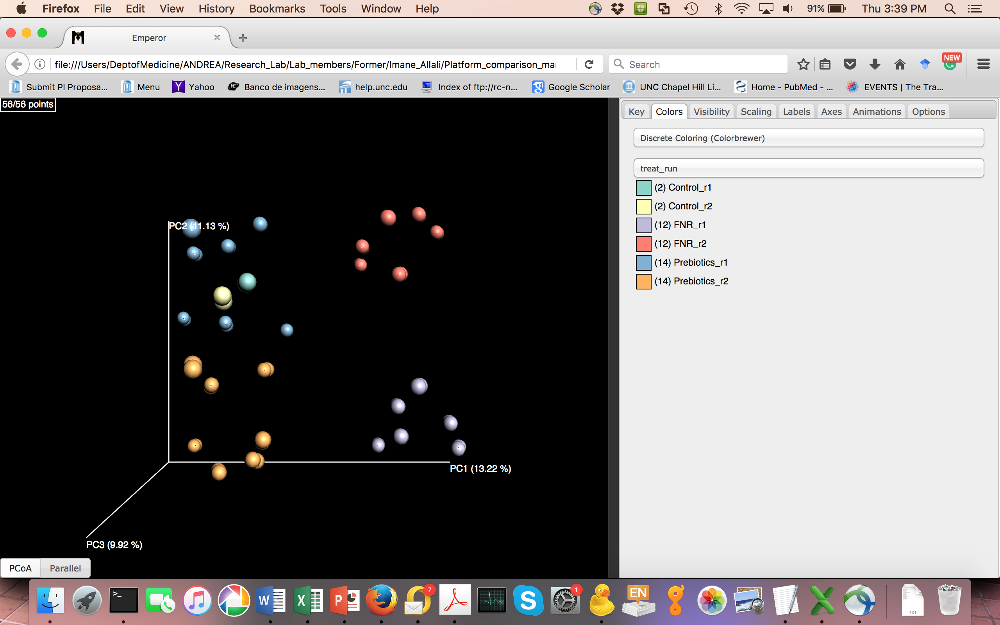 Firefox File Edit View History Bookmarks Tools Window Help 91% Thu 3:39 PM
Emperor
file:///Users/DeptofMedicine/ANDREA/Research_Lab/Lab_members/Former/Imane_Allali/Platform_comparison_ma
Search
NEW
Submit PI Proposa... Menu Yahoo Banco de imagens... help.unc.edu Index of ftp://rc-n... Google Scholar UNC Chapel Hill Li... Home - PubMed - ... EVENTS | The Tra...
56/56 points
Key Colors Visibility Scaling Labels Axes Animations Options
Discrete Coloring (Colorbrewer)
treat_run
(2) Control_r1
(2) Control_r2
(12) FNR_r1
(12) FNR_r2
(14) Prebiotics_r1
(14) Prebiotics_r2
PC2 (11.13 %)
PC1 (13.22 %)
PC3 (9.92 %)
PCoA Parallel
>_ W X P 7 S 1 EN TXT